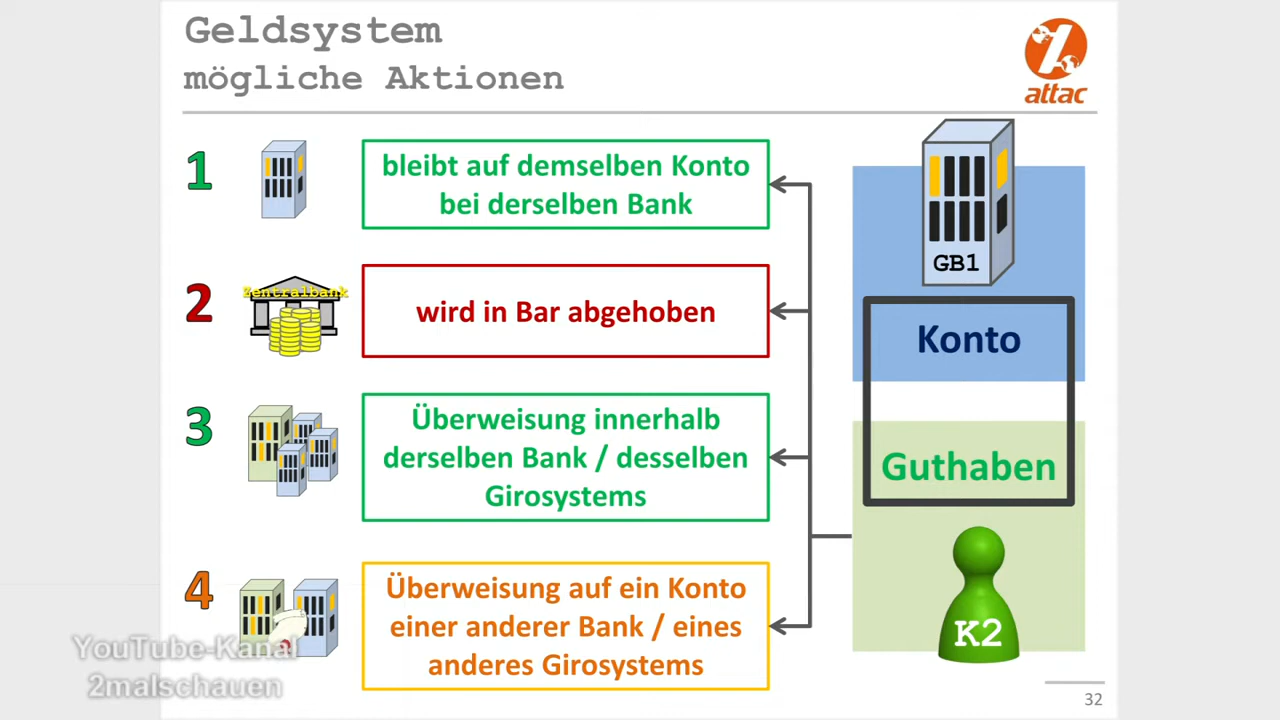 Geldsystem
mögliche Aktionen
attac
1
bleibt auf demselben Konto
bei derselben Bank
2
Zentralbank
wird in Bar abgehoben
3
Überweisung innerhalb
derselben Bank / desselben
Girosystems
4
Überweisung auf ein Konto
einer anderer Bank / eines
anderes Girosystems
GB1
Konto
Guthaben
K2
YouTube-Kanal
2malschauen
32